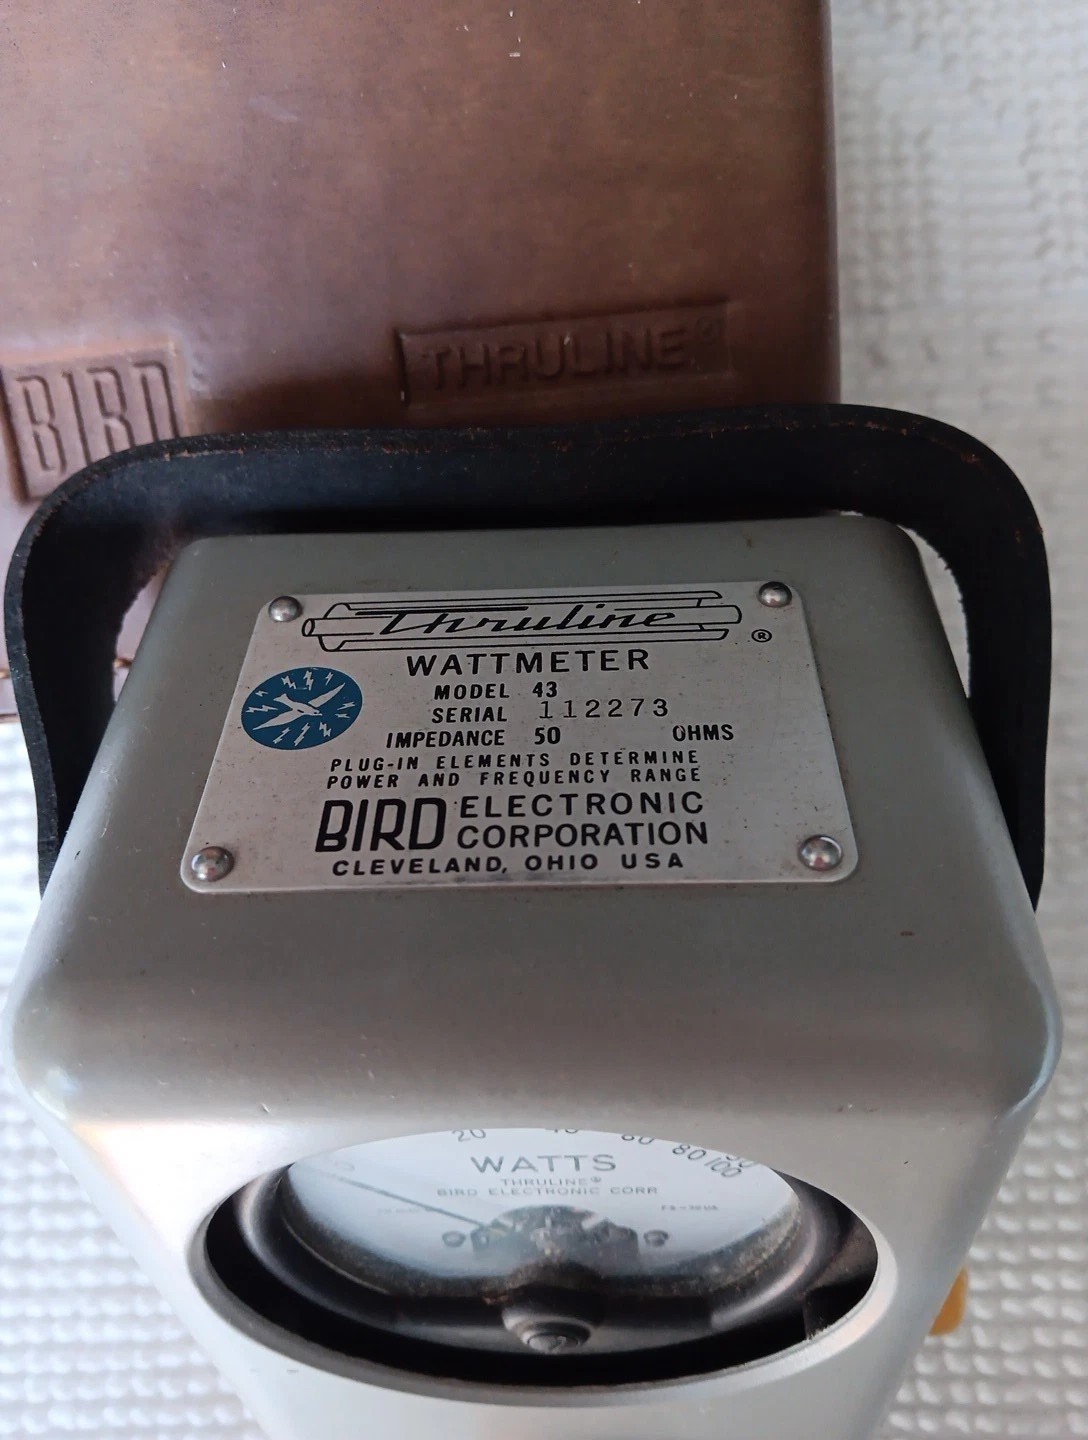 BIRD
THRULINE®
Thruline ®
WATTMETER
MODEL 43
SERIAL 112273
IMPEDANCE 50 OHMS
PLUG-IN ELEMENTS DETERMINE
POWER AND FREQUENCY RANGE
BIRD ELECTRONIC
CORPORATION
CLEVELAND, OHIO USA
20 60 80 100
WATTS
THRULINE®
BIRD ELECTRONIC CORP